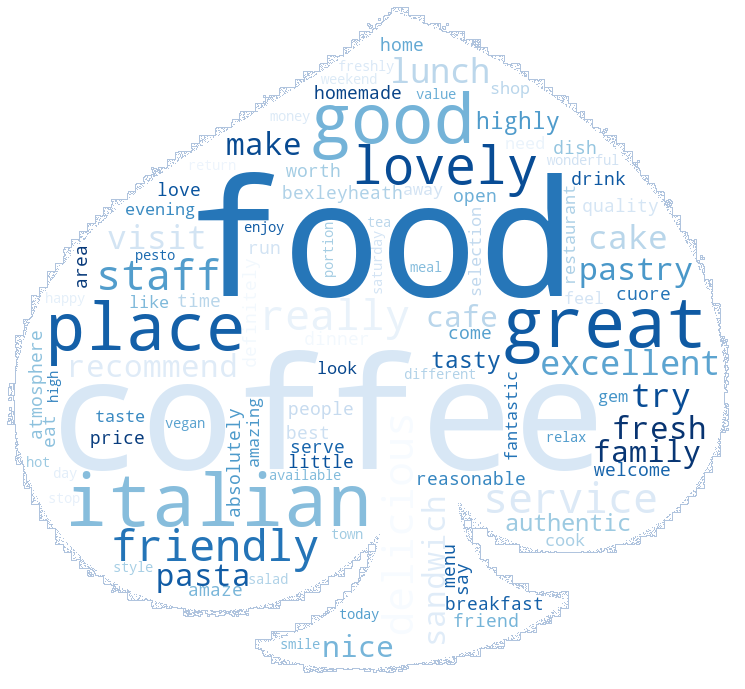 home
freshly
lunch
weekend
homemade
value
shop
good
money
highly
make
need
dish
lovely
wonderful
return
worth
drink
love
bexleyheath
away
open
quality
evening
food
enjoy
tea
visit
run
portion
selection
restaurant
cake
area
pesto
staff
saturday
meal
pastry
happy
like
time
definitely
feel
cuore
place
really
cafe
come
great
atmosphere
dinner
tasty
excellent
recommend
look
different
high
eat
coffee
gem
try
taste
vegan
people
fantastic
fresh
price
absolutely
amazing
best
serve
relax
family
hot
little
welcome
day
available
reasonable
stop
italian
delicious
sandwich
service
authentic
town
friendly
cook
style
pasta
salad
menu
say
amaze
breakfast
today
friend
smile
nice